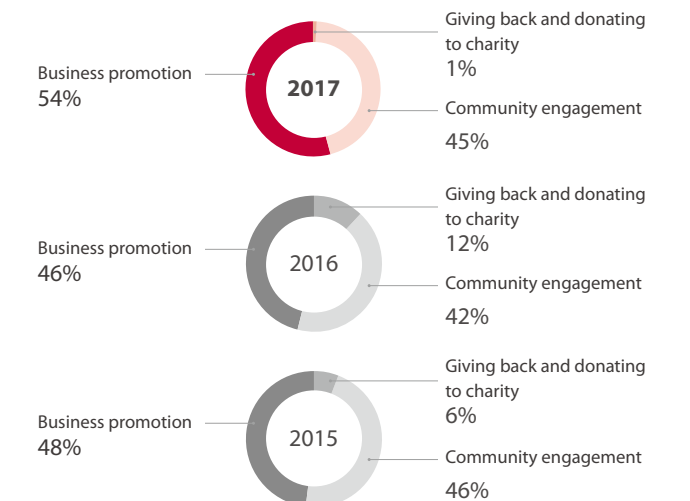 Giving back and donating
to charity
1%
Business promotion
54%
2017
Community engagement
45%
Giving back and donating
to charity
12%
Business promotion
46%
2016
Community engagement
42%
Giving back and donating
to charity
6%
Business promotion
48%
2015
Community engagement
46%